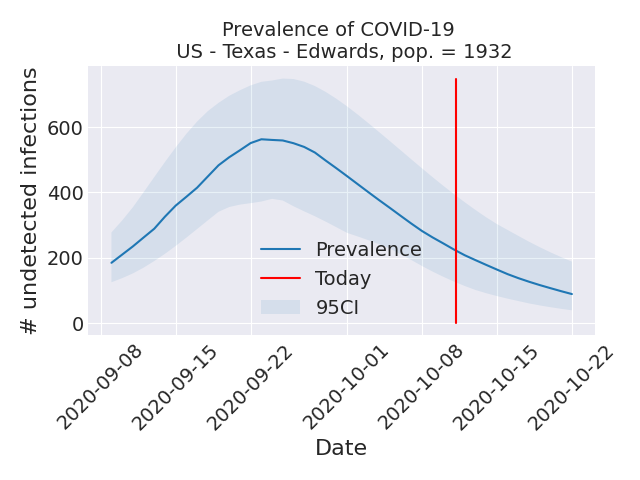 Prevalence of COVID-19
US - Texas - Edwards, pop. = 1932
# undetected infections
600
400
200
0
Prevalence
Today
95CI
2020-09-08
2020-09-15
2020-09-22
2020-10-01
2020-10-08
2020-10-15
2020-10-22
Date